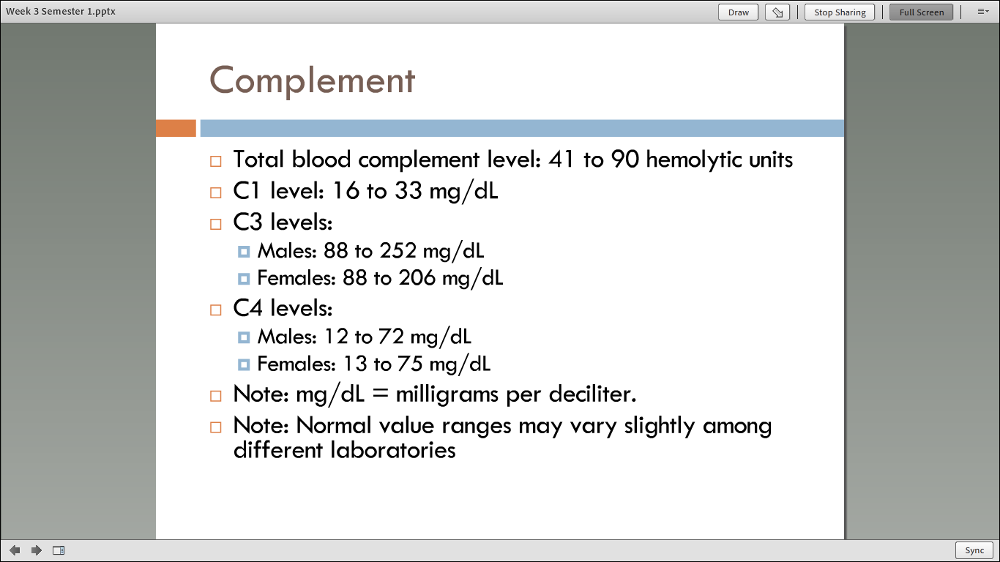 Week 3 Semester 1.pptx
Draw
Stop Sharing
Full Screen
Complement
Total blood complement level: 41 to 90 hemolytic units
C1 level: 16 to 33 mg/dL
C3 levels:
Males: 88 to 252 mg/dL
Females: 88 to 206 mg/dL
C4 levels:
Males: 12 to 72 mg/dL
Females: 13 to 75 mg/dL
Note: mg/dL = milligrams per deciliter.
Note: Normal value ranges may vary slightly among
different laboratories
Sync